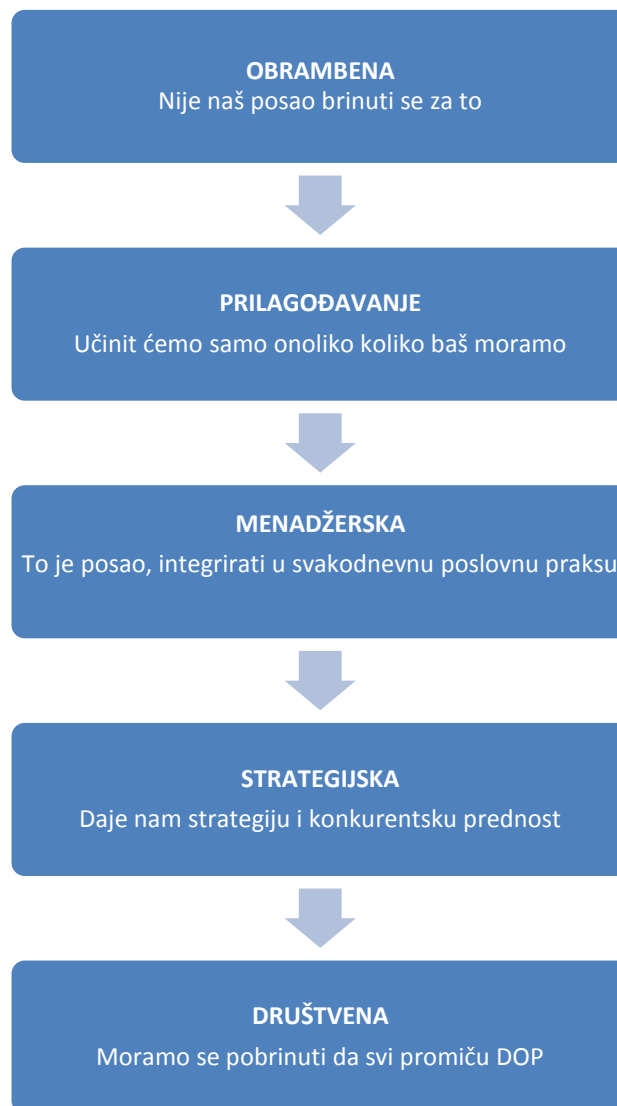 OBRAMBENA
Nije naš posao brinuti se za to
PRILAGOĐAVANJE
Učinit ćemo samo onoliko koliko baš moramo
MENADŽERSKA
To je posao, integrirati u svakodnevnu poslovnu praksu
STRATEGIJSKA
Daje nam strategiju i konkurentsku prednost
DRUŠTVENA
Moramo se pobrinuti da svi promiču DOP